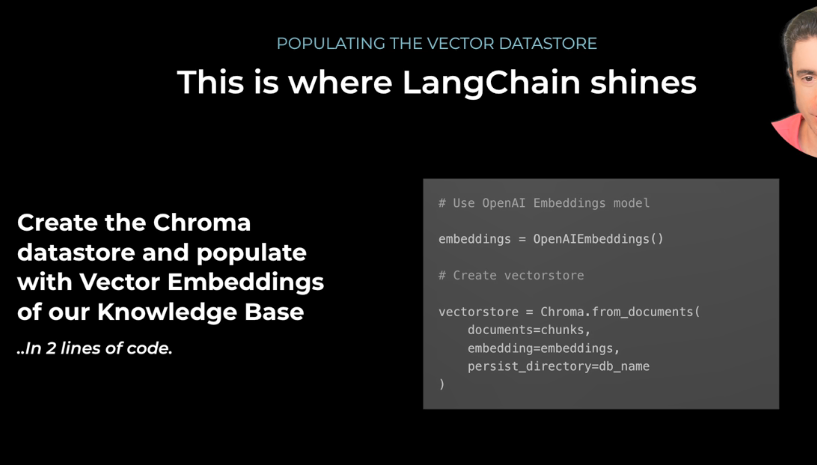 POPULATING THE VECTOR DATASTORE
This is where LangChain shines
Create the Chroma
datastore and populate
with Vector Embeddings
of our Knowledge Base
..In 2 lines of code.
# Use OpenAI Embeddings model
embeddings = OpenAIEmbeddings()
# Create vectorstore
vectorstore = Chroma.from_documents(
    documents=chunks,
    embedding=embeddings,
    persist_directory=db_name
)